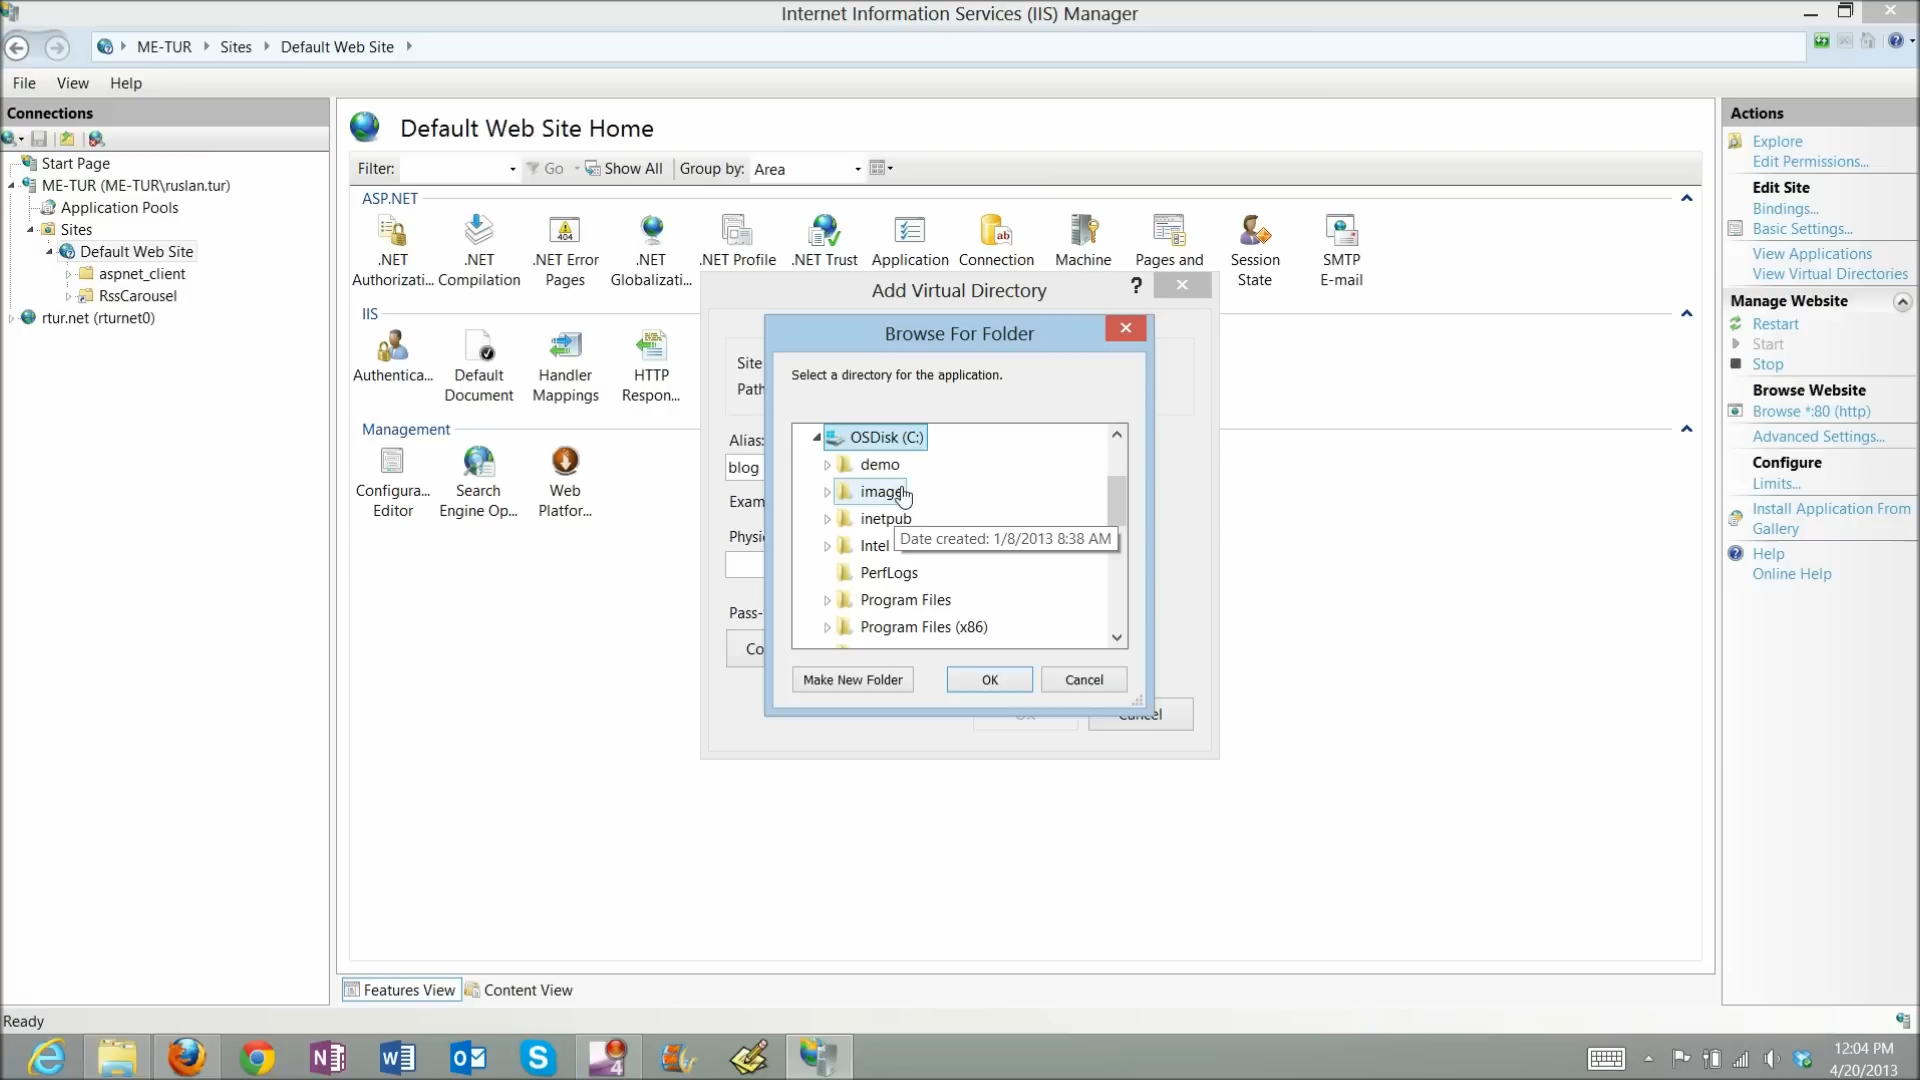 Internet Information Services (IIS) Manager
ME-TUR
Sites
Default Web Site
File
View
Help
Connections
Start Page
ME-TUR (ME-TUR\ruslan.tur)
Application Pools
Sites
Default Web Site
aspnet_client
RssCarousel
rtur.net (rturnet0)
Default Web Site Home
Filter:
Go
Show All
Group by:
Area
ASP.NET
.NET
Authorizati...
.NET
Compilation
404
.NET Error
Pages
.NET
Globalizati...
.NET Profile
.NET Trust
Application
ab
Connection
Machine
Pages and
Session
State
SMTP
E-mail
IIS
Authentica...
Default
Document
Handler
Mappings
HTTP
Respon...
Management
Configura...
Editor
Search
Engine Op...
Web
Platfor...
Add Virtual Directory
?
Site
Path
Alias:
blog
Exam
Physi
Pass-
Co
Cancel
Browse For Folder
Select a directory for the application.
OSDisk (C:)
demo
image
inetpub
Date created: 1/8/2013 8:38 AM
Intel
PerfLogs
Program Files
Program Files (x86)
Make New Folder
OK
Cancel
Actions
Explore
Edit Permissions...
Edit Site
Bindings...
Basic Settings...
View Applications
View Virtual Directories
Manage Website
Restart
Start
Stop
Browse Website
Browse *:80 (http)
Advanced Settings...
Configure
Limits...
Install Application From
Gallery
Help
Online Help
Features View
Content View
Ready
12:04 PM
4/20/2013